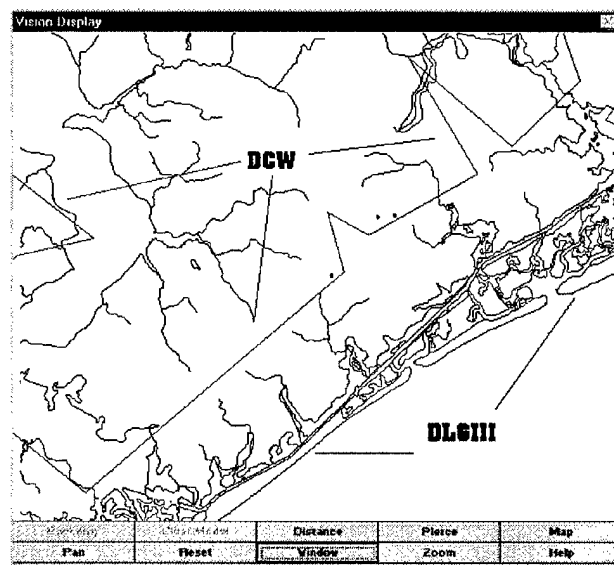 Vision Display
DCW
DLGIII
Distance Pierce Map
Pan Reset Window Zoom Help